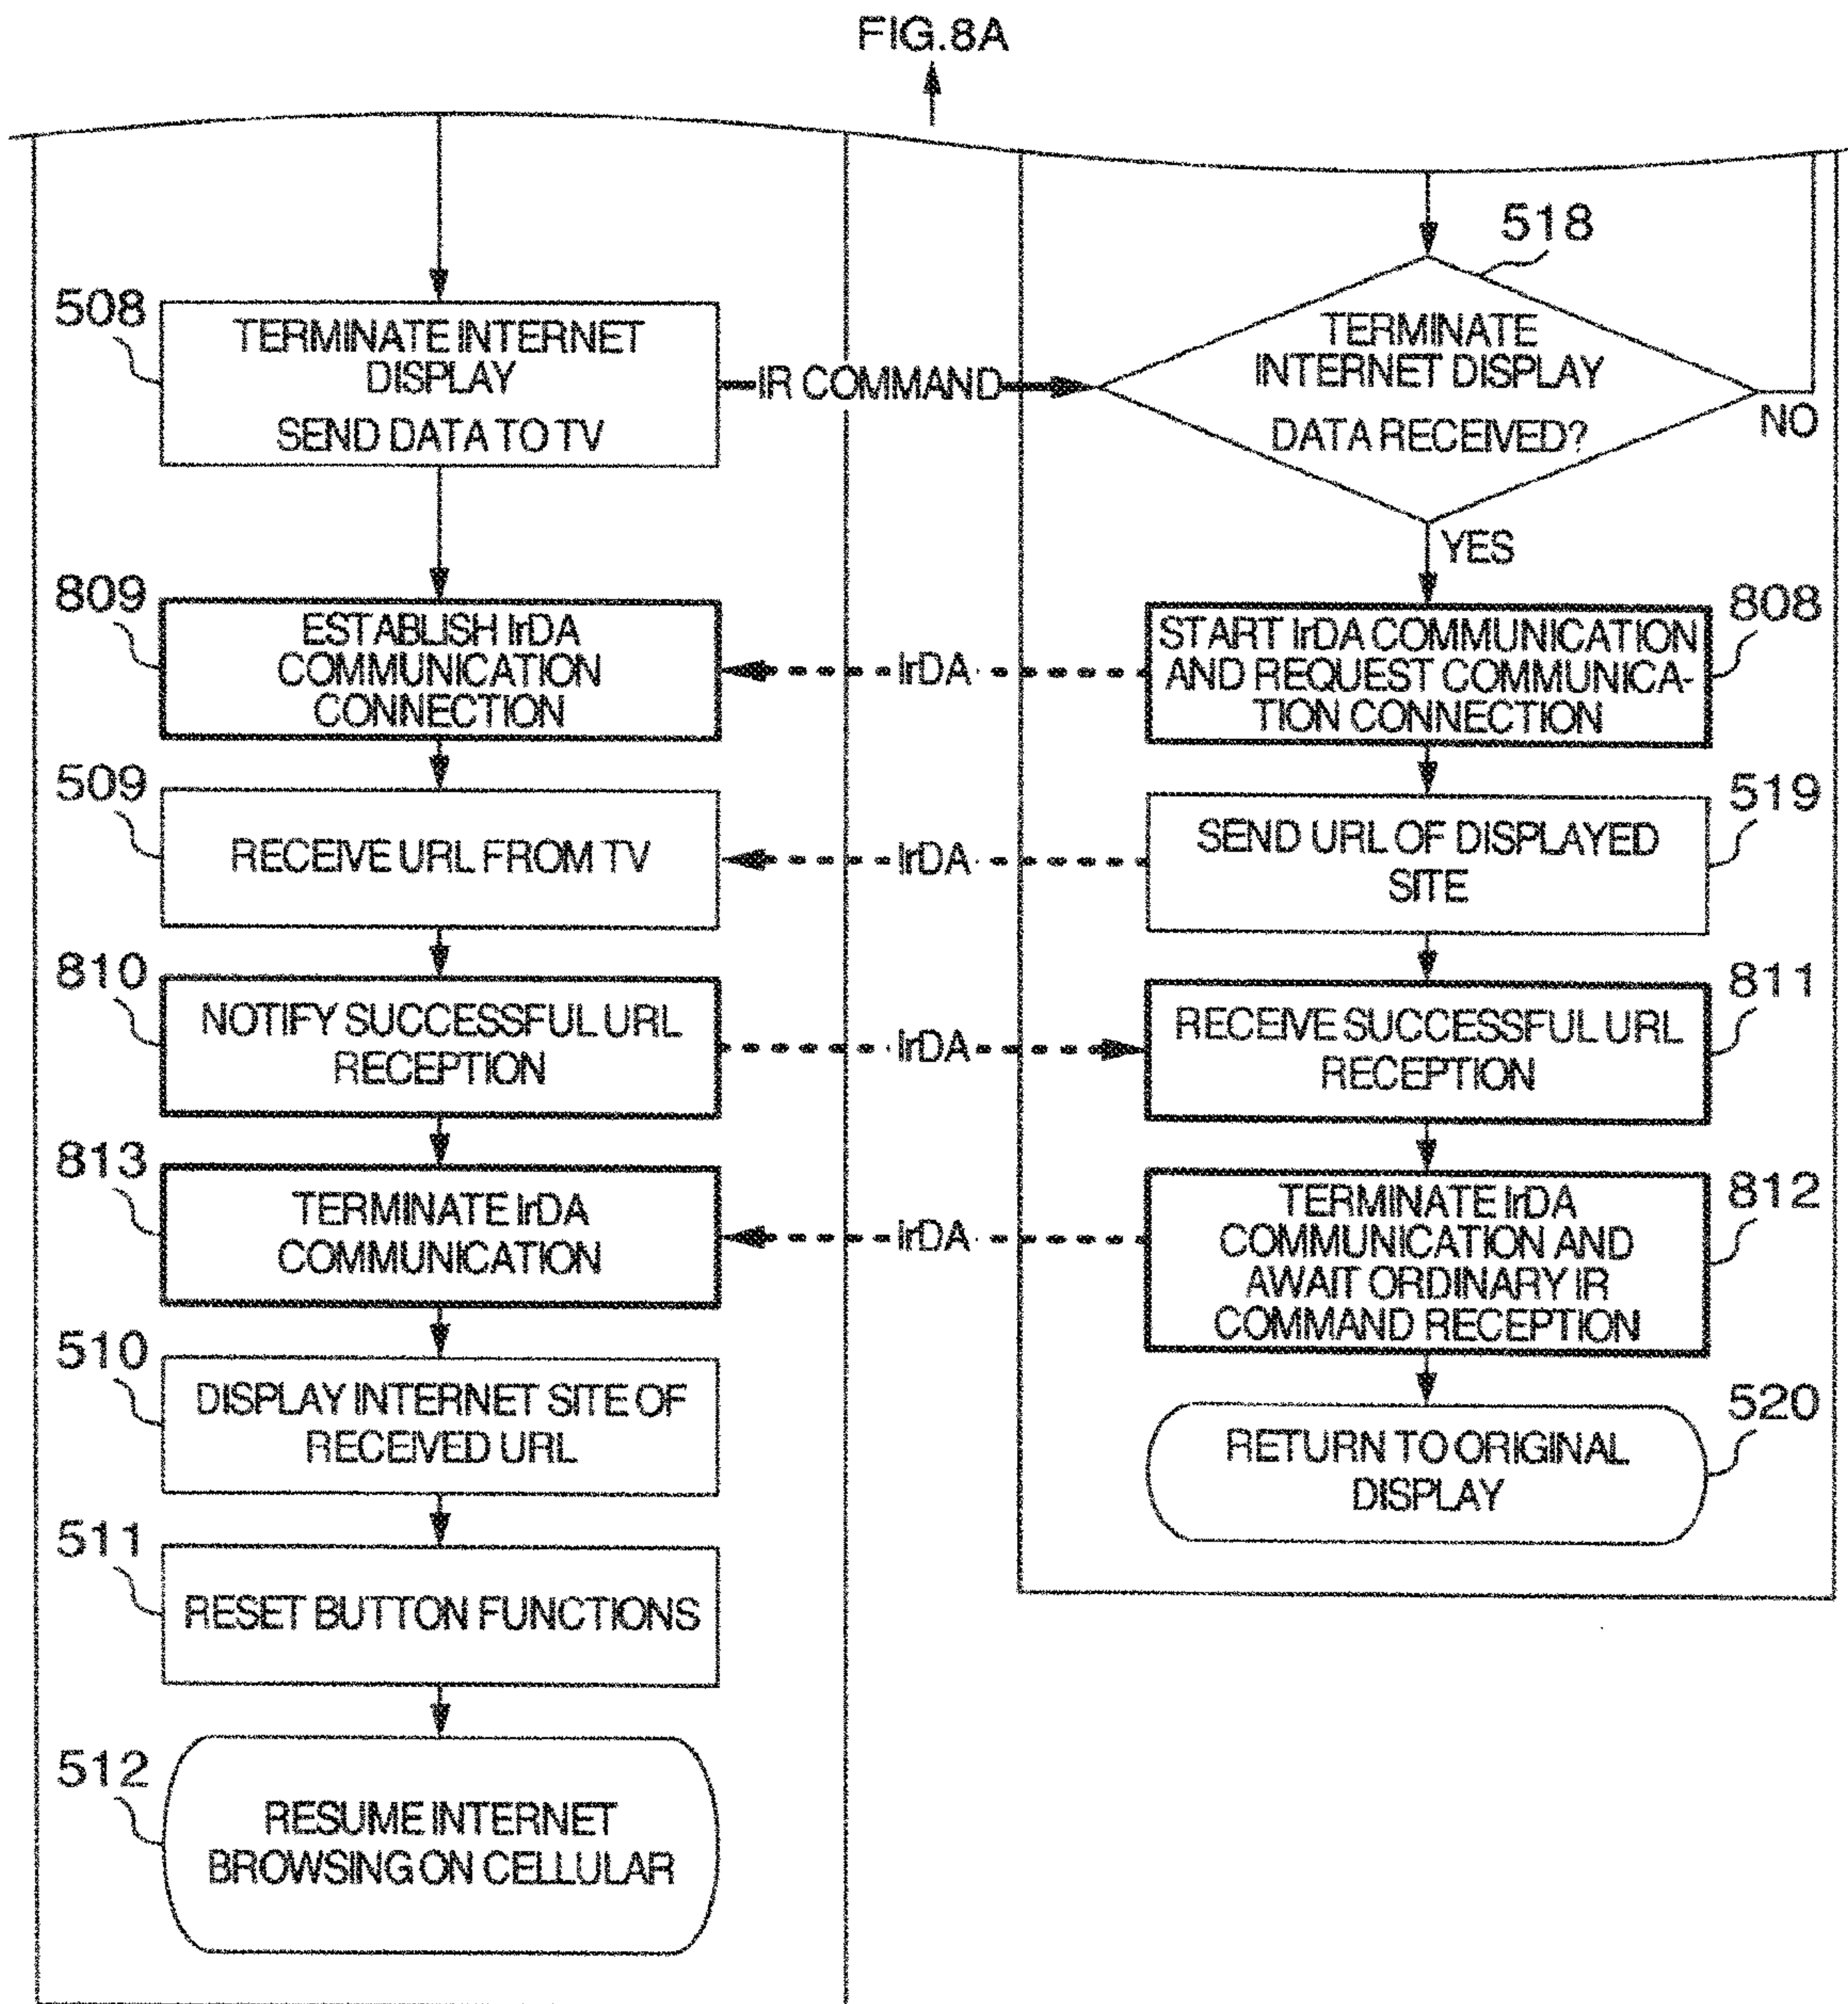 FIG.8A
508
TERMINATE INTERNET
DISPLAY
SEND DATA TO TV
IR COMMAND
518
TERMINATE
INTERNET DISPLAY
DATA RECEIVED?
NO
YES
809
ESTABLISH IrDA
COMMUNICATION
CONNECTION
IrDA
808
START IrDA COMMUNICATION
AND REQUEST COMMUNICA-
TION CONNECTION
509
RECEIVE URL FROM TV
IrDA
519
SEND URL OF DISPLAYED
SITE
810
NOTIFY SUCCESSFUL URL
RECEPTION
IrDA
811
RECEIVE SUCCESSFUL URL
RECEPTION
813
TERMINATE IrDA
COMMUNICATION
IrDA
812
TERMINATE IrDA
COMMUNICATION AND
AWAIT ORDINARY IR
COMMAND RECEPTION
510
DISPLAY INTERNET SITE OF
RECEIVED URL
520
RETURN TO ORIGINAL
DISPLAY
511
RESET BUTTON FUNCTIONS
512
RESUME INTERNET
BROWSING ON CELLULAR